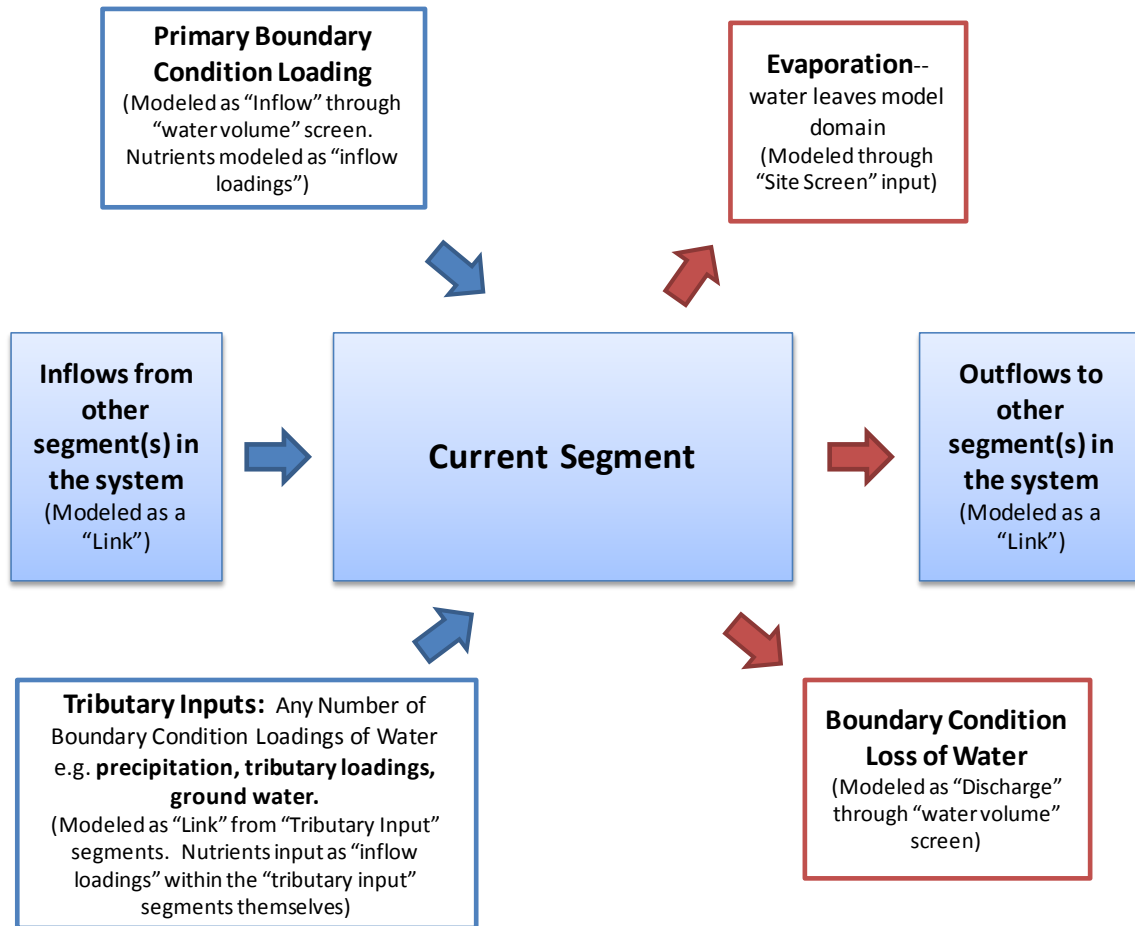 Primary Boundary
Condition Loading
(Modeled as “Inflow” through
“water volume” screen.
Nutrients modeled as “inflow
loadings”)
Evaporation--
water leaves model
domain
(Modeled through
“Site Screen” input)
Inflows from
other
segment(s) in
the system
(Modeled as a
“Link”)
Current Segment
Outflows to
other
segment(s) in
the system
(Modeled as a
“Link”)
Tributary Inputs: Any Number of
Boundary Condition Loadings of Water
e.g. precipitation, tributary loadings,
ground water.
(Modeled as “Link” from “Tributary Input”
segments. Nutrients input as “inflow
loadings” within the “tributary input”
segments themselves)
Boundary Condition
Loss of Water
(Modeled as “Discharge”
through “water volume”
screen)